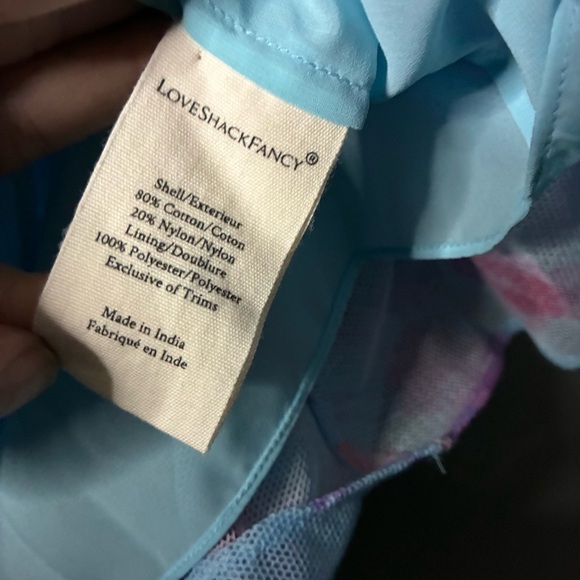 LOVESHACKFANCY®
Shell/Exterieur
80% Cotton/Coton
20% Nylon/Nylon
Lining/Doublure
100% Polyester/Polyester
Exclusive of Trims
Made in India
Fabriqué en Inde